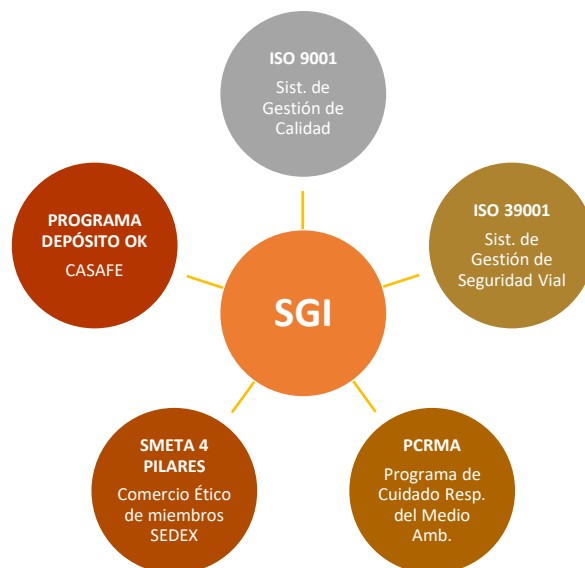 ISO 9001
Sist. de
Gestión de
Calidad
PROGRAMA
DEPÓSITO OK
CASAFE
ISO 39001
Sist. de
Gestión de
Seguridad Vial
SGI
SMETA 4
PILARES
Comercio Ético
de miembros
SEDEX
PCRMA
Programa de
Cuidado Resp.
del Medio
Amb.